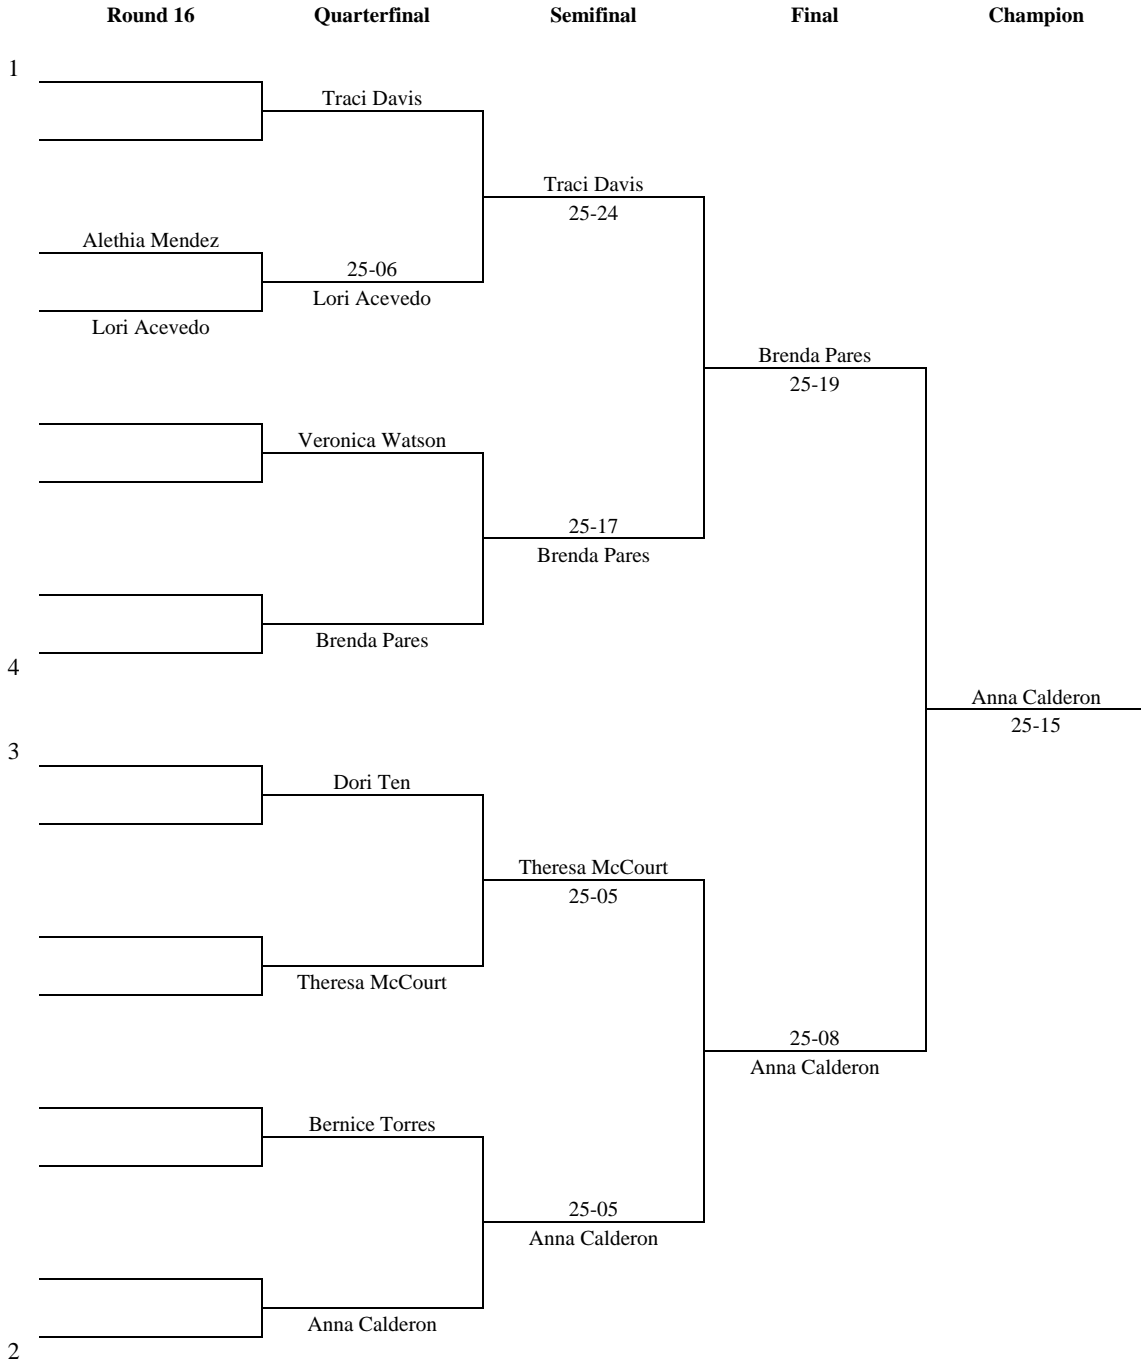 Round 16 Quarterfinal Semifinal Final Champion
1
Traci Davis
Traci Davis
25-24
Alethia Mendez
25-06
Lori Acevedo
Lori Acevedo
Brenda Pares
25-19
Veronica Watson
25-17
Brenda Pares
Brenda Pares
4
Anna Calderon
25-15
3
Dori Ten
Theresa McCourt
25-05
Theresa McCourt
25-08
Anna Calderon
Bernice Torres
25-05
Anna Calderon
Anna Calderon
2